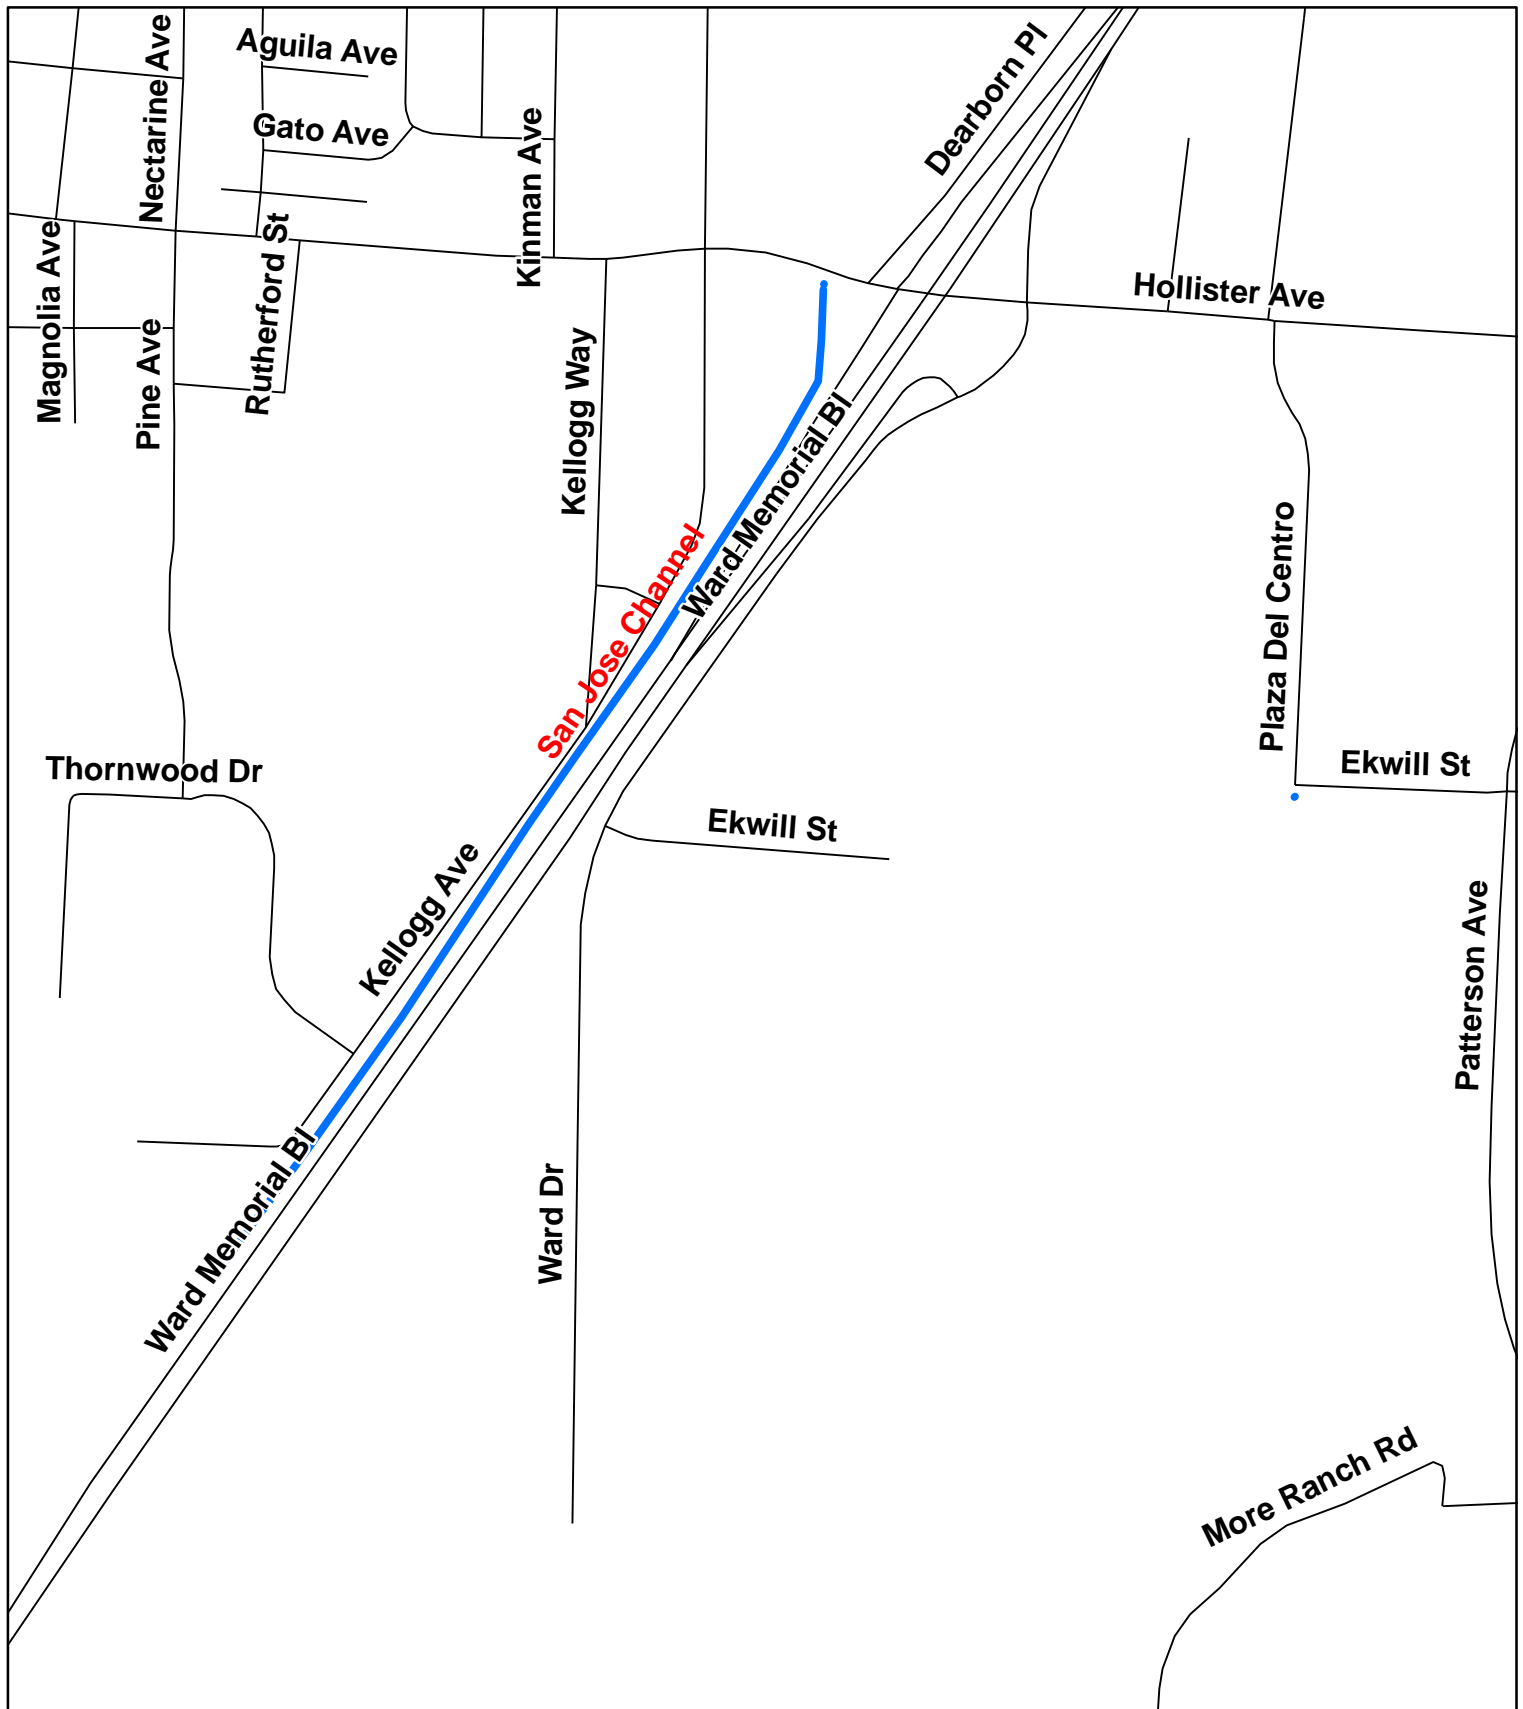 Aguila Ave
Nectarine Ave
Dearborn Pl
Gato Ave
Kinman Ave
Rutherford St
Magnolia Ave
Hollister Ave
Pine Ave
Kellogg Way
Ward Memorial Bl
San Jose Channel
Plaza Del Centro
Thornwood Dr
Ekwill St
Ekwill St
Kellogg Ave
Patterson Ave
Ward Memorial Bl
Ward Dr
More Ranch Rd